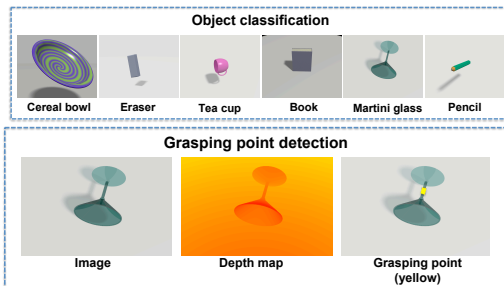 Object classification
Cereal bowl Eraser Tea cup Book Martini glass Pencil
Grasping point detection
Image Depth map Grasping point
(yellow)